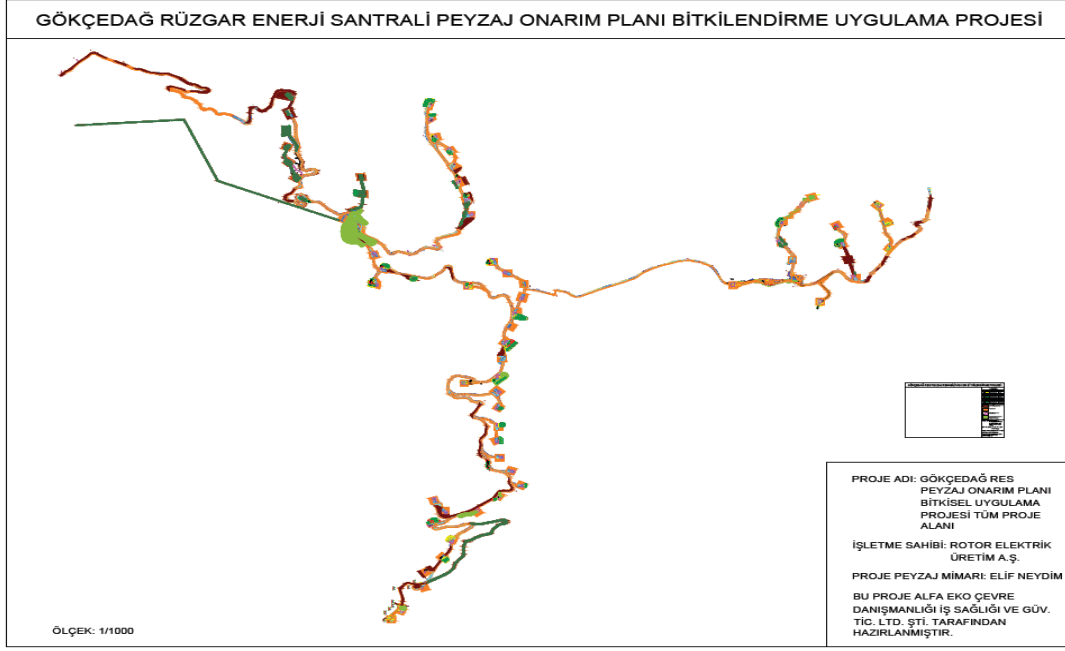 GÖKÇEDAĞ RÜZGAR ENERJİ SANTRALİ PEYZAJ ONARIM PLANI BİTKİLENDİRME UYGULAMA PROJESİ
PROJE ADI: GÖKÇEDAĞ RES
PEYZAJ ONARIM PLANI
BİTKİSEL UYGULAMA
PROJESİ TÜM PROJE
ALANI
İŞLETME SAHİBİ: ROTOR ELEKTRİK
ÜRETİM A.Ş.
PROJE PEYZAJ MİMARI: ELİF NEYDİM
BU PROJE ALFA EKO ÇEVRE
DANIŞMANLIĞI İŞ SAĞLIĞI VE GÜV.
TİC. LTD. ŞTİ. TARAFINDAN
HAZIRLANMIŞTIR.
ÖLÇEK: 1/1000